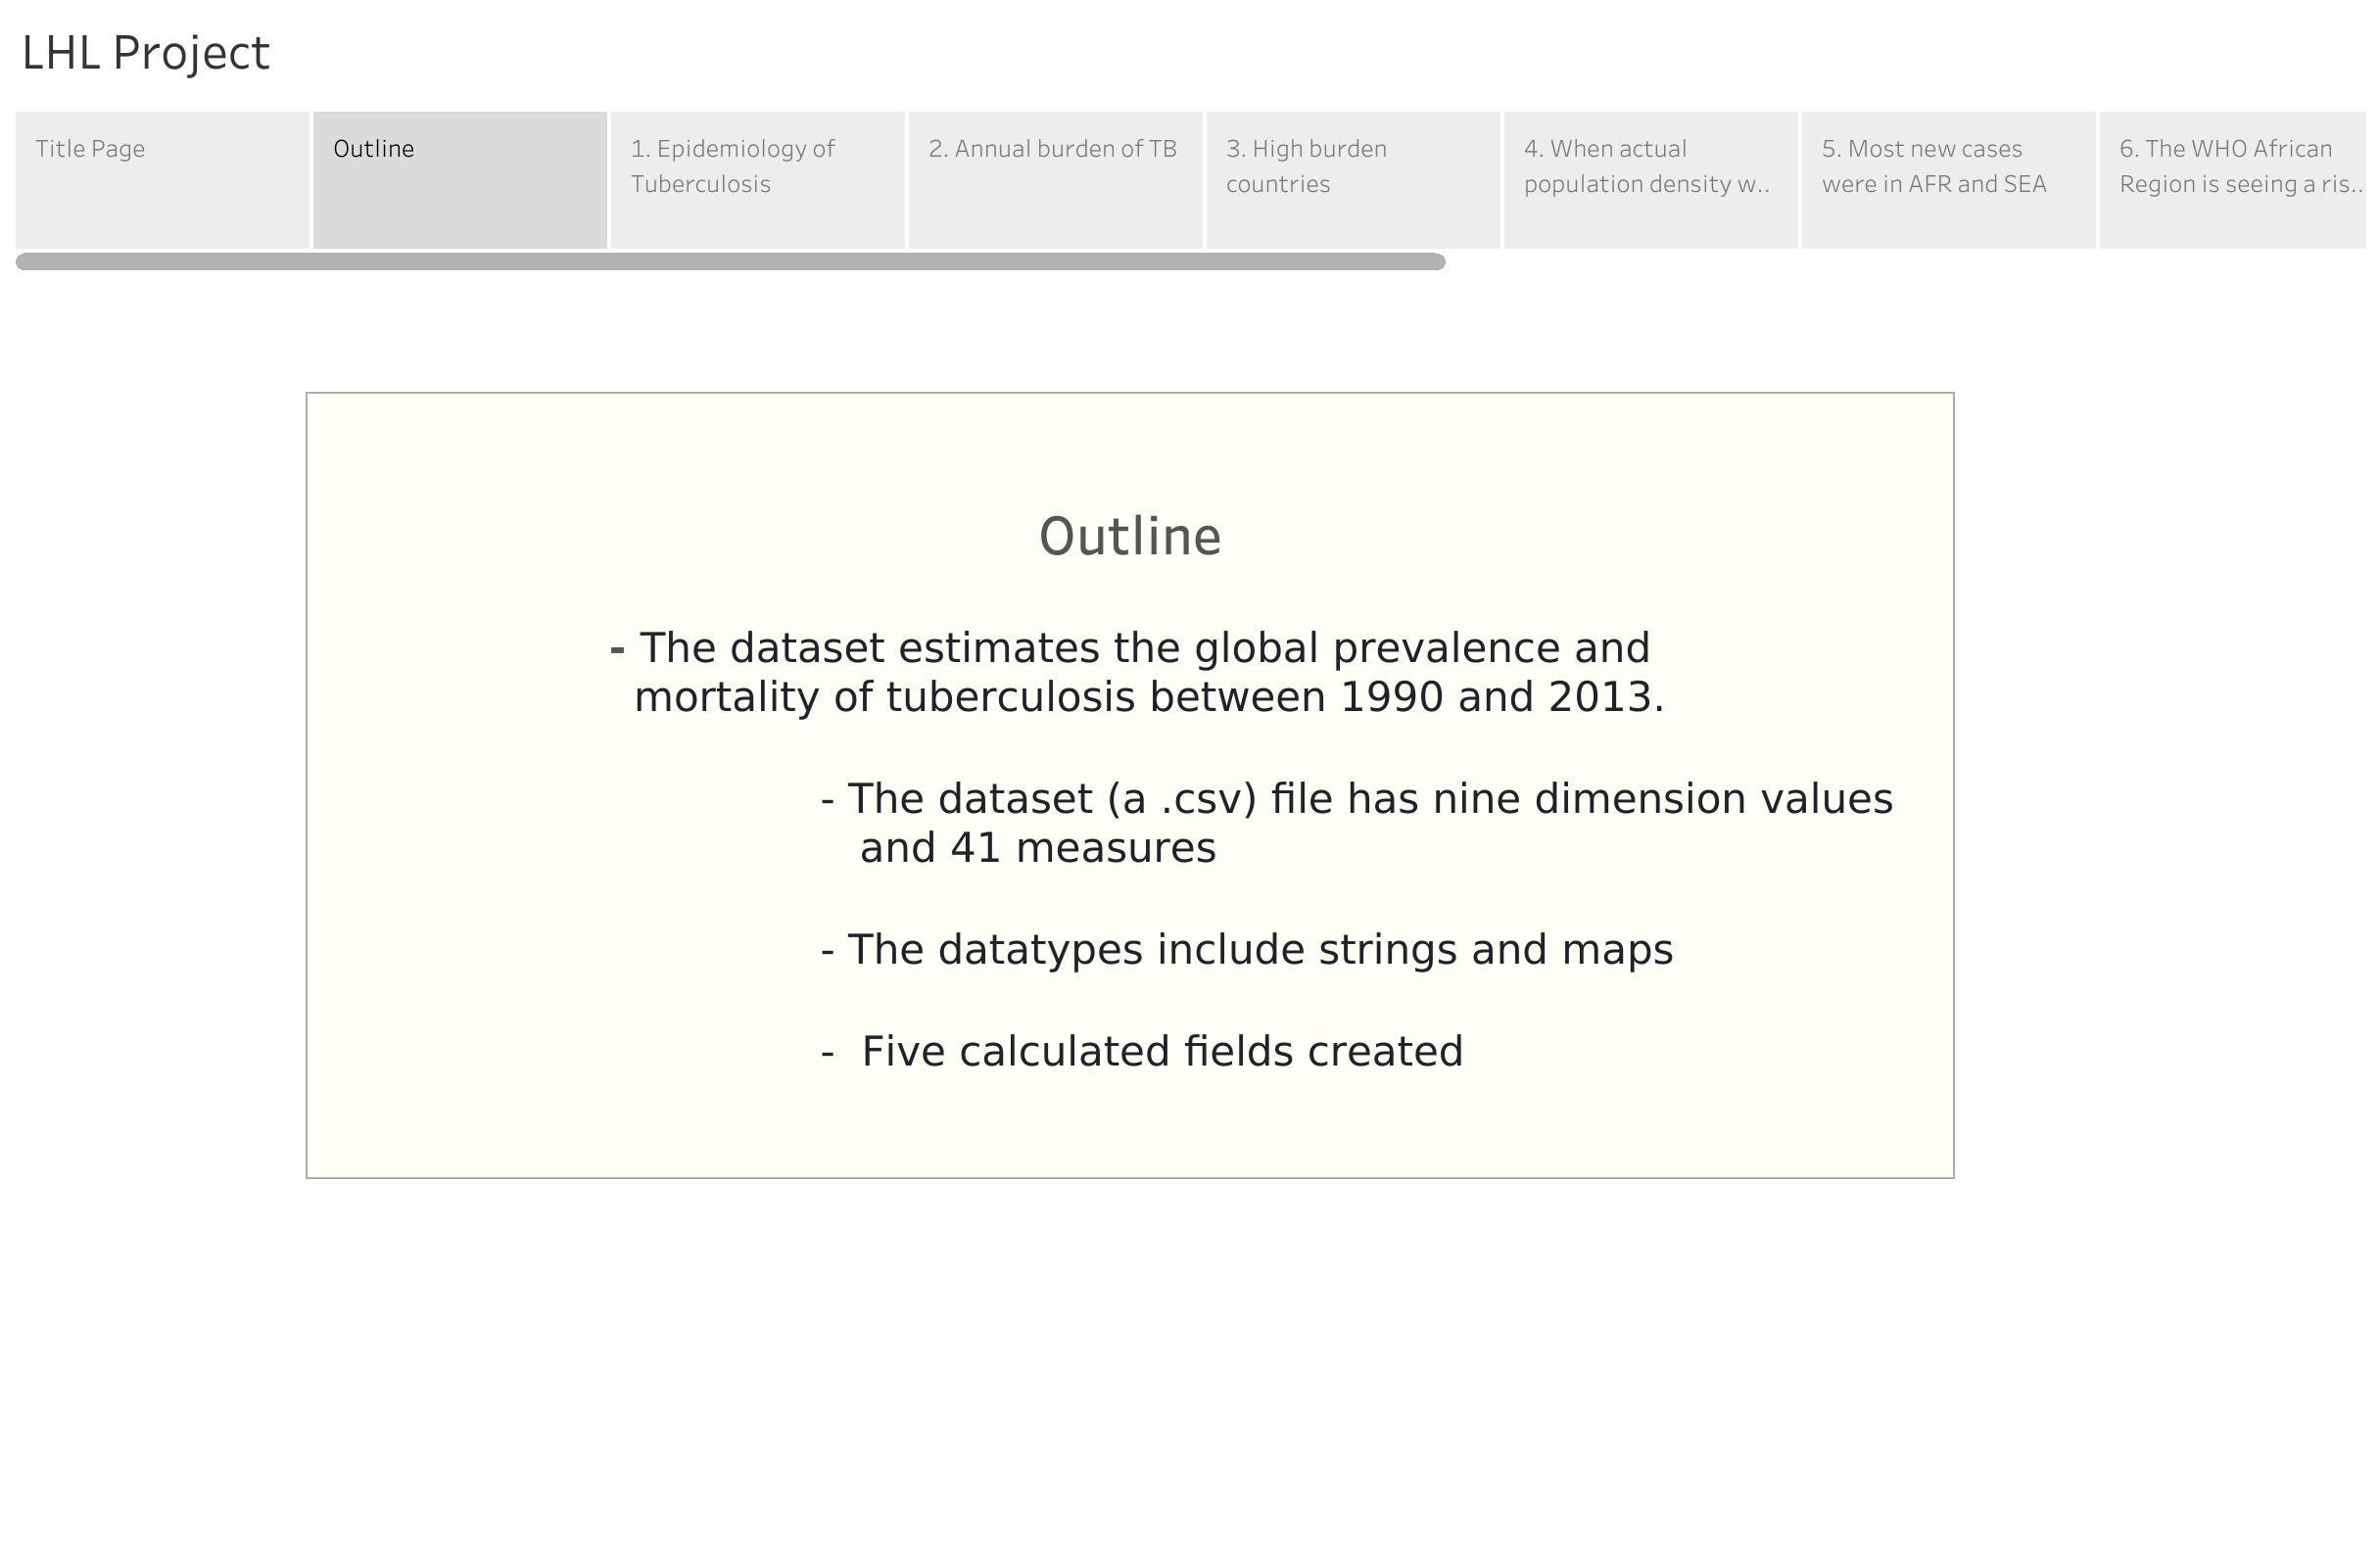 LHL Project
Title Page
Outline
1. Epidemiology of
Tuberculosis
2. Annual burden of TB
3. High burden
countries
4. When actual
population density w..
5. Most new cases
were in AFR and SEA
6. The WHO African
Region is seeing a ris..
Outline
- The dataset estimates the global prevalence and
mortality of tuberculosis between 1990 and 2013.
- The dataset (a .csv) file has nine dimension values
and 41 measures
- The datatypes include strings and maps
- Five calculated fields created